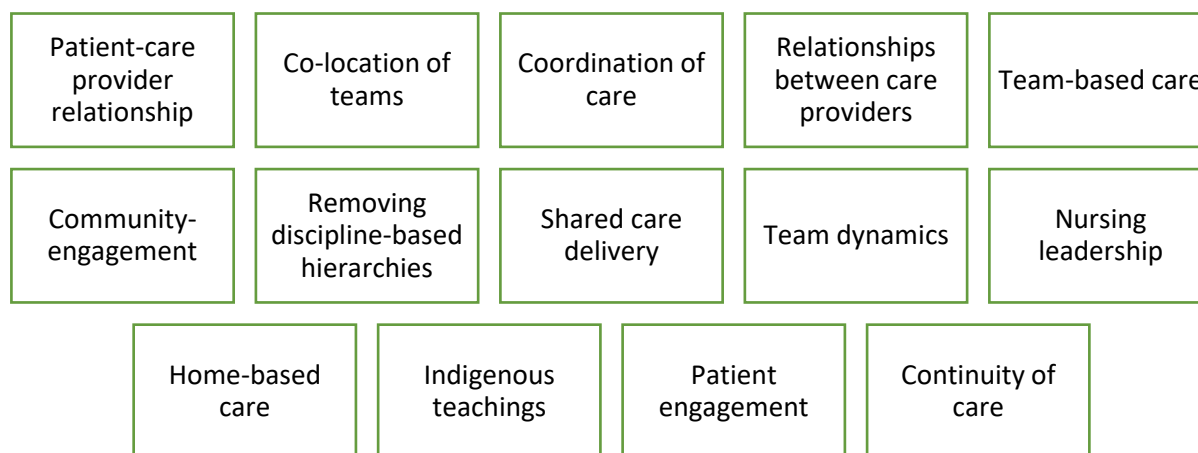 Patient-care
provider
relationship
Co-location of
teams
Coordination of
care
Relationships
between care
providers
Team-based care
Community-
engagement
Removing
discipline-based
hierarchies
Shared care
delivery
Team dynamics
Nursing
leadership
Home-based
care
Indigenous
teachings
Patient
engagement
Continuity of
care